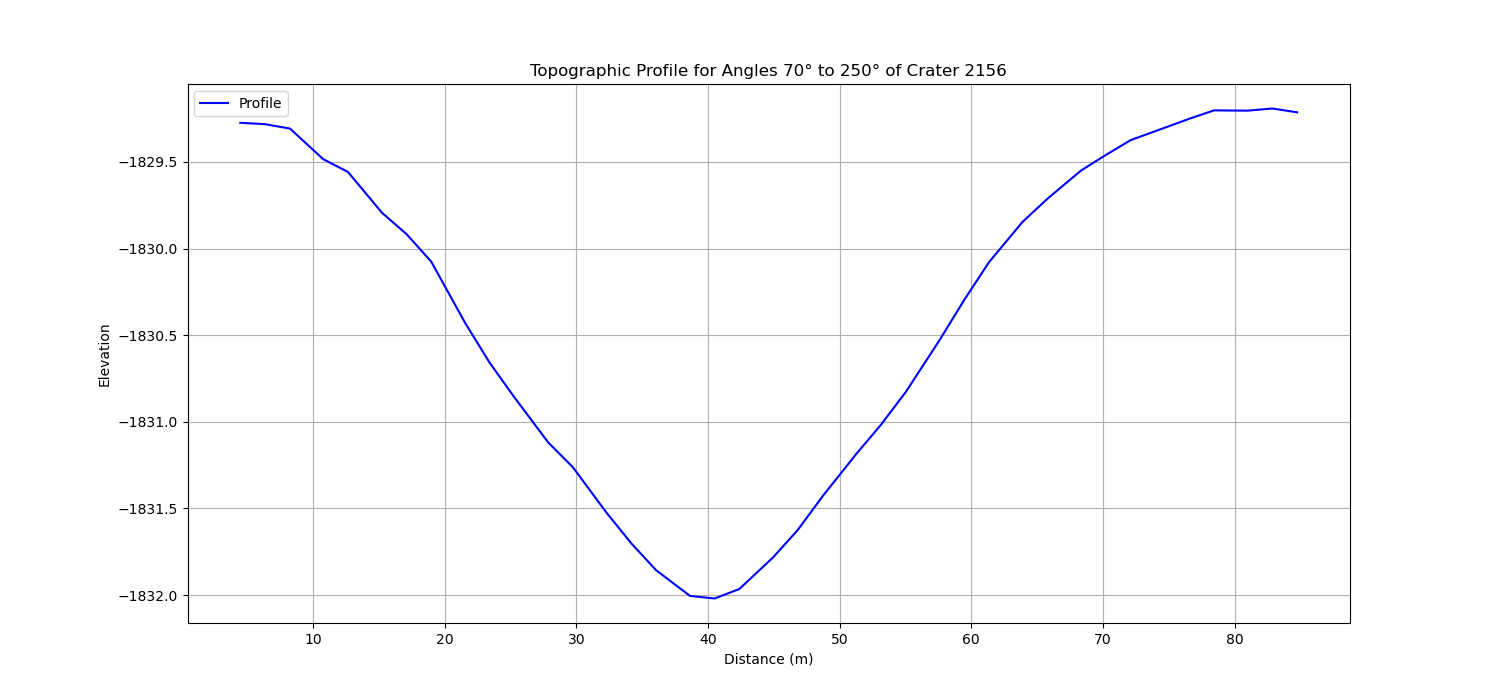 Topographic Profile for Angles 70° to 250° of Crater 2156
Profile
Elevation
−1829.5
−1830.0
−1830.5
−1831.0
−1831.5
−1832.0
10 20 30 40 50 60 70 80
Distance (m)